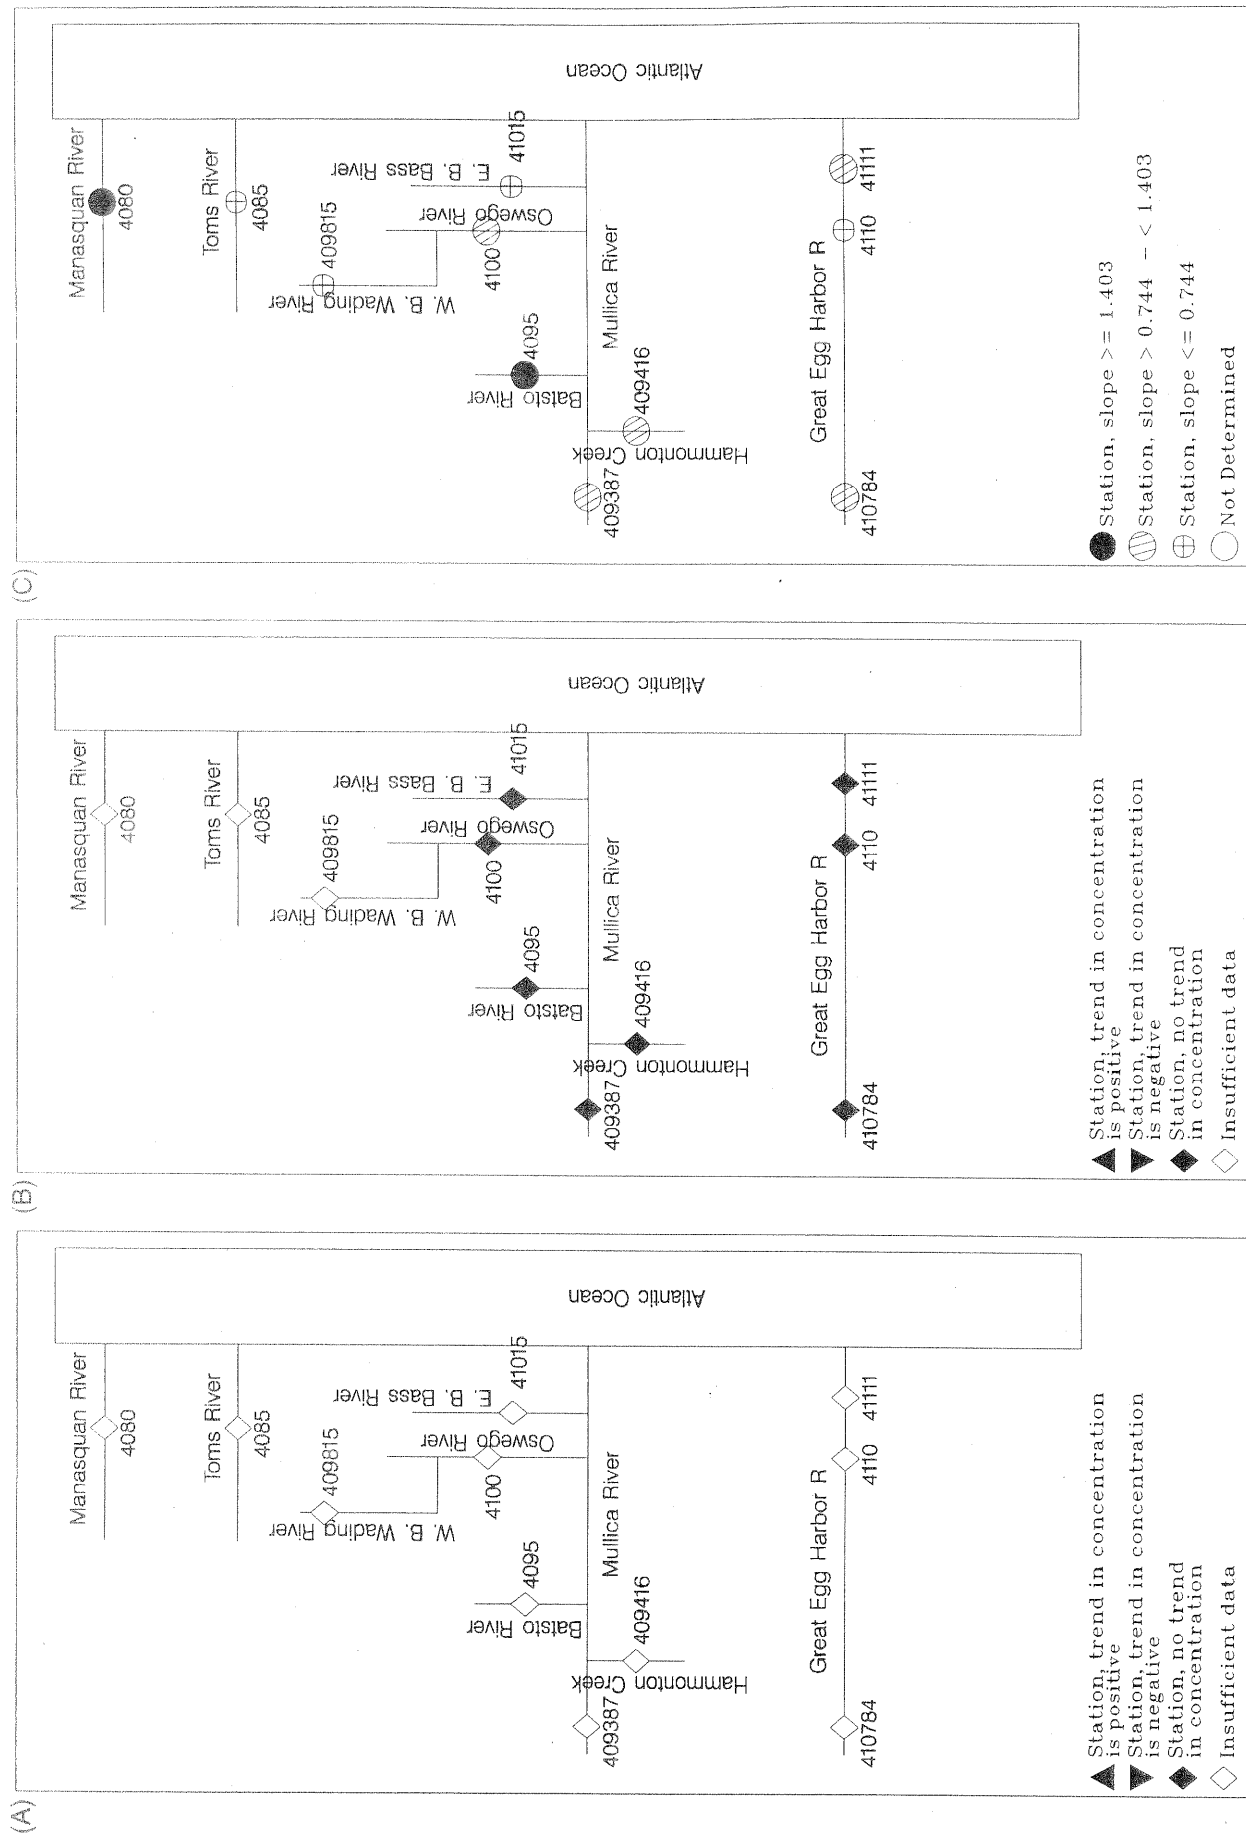 (A)
Manasquan River
4080
Toms River
4085
W. B. Wading River
409815
Oswego River
4100
E. B. Bass River
41015
Batsto River
4095
Mullica River
Hammonton Creek
409416
409387
Great Egg Harbor R
410784
4110
41111
Atlantic Ocean
Station, trend in concentration
is positive
Station, trend in concentration
is negative
Station, no trend
in concentration
Insufficient data
(B)
Manasquan River
4080
Toms River
4085
W. B. Wading River
409815
Oswego River
4100
E. B. Bass River
41015
Batsto River
4095
Mullica River
Hammonton Creek
409416
409387
Great Egg Harbor R
410784
4110
41111
Atlantic Ocean
Station, trend in concentration
is positive
Station, trend in concentration
is negative
Station, no trend
in concentration
Insufficient data
(C)
Manasquan River
4080
Toms River
4085
W. B. Wading River
409815
Oswego River
4100
E. B. Bass River
41015
Batsto River
4095
Mullica River
Hammonton Creek
409416
409387
Great Egg Harbor R
410784
4110
41111
Atlantic Ocean
Station, slope >= 1.403
Station, slope > 0.744 - < 1.403
Station, slope <= 0.744
Not Determined